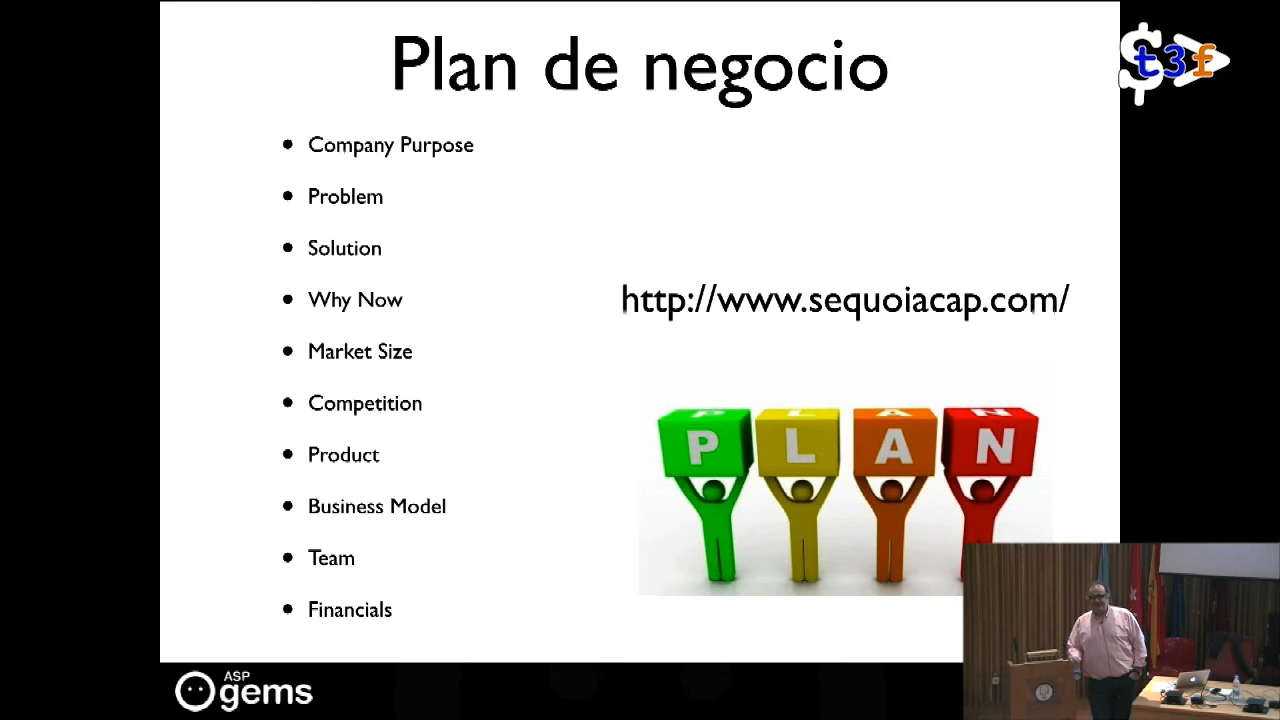 Plan de negocio
t3f
• Company Purpose
• Problem
• Solution
• Why Now
• Market Size
• Competition
• Product
• Business Model
• Team
• Financials
http://www.sequoiacap.com/
P L A N
P L A N
ASP
gems